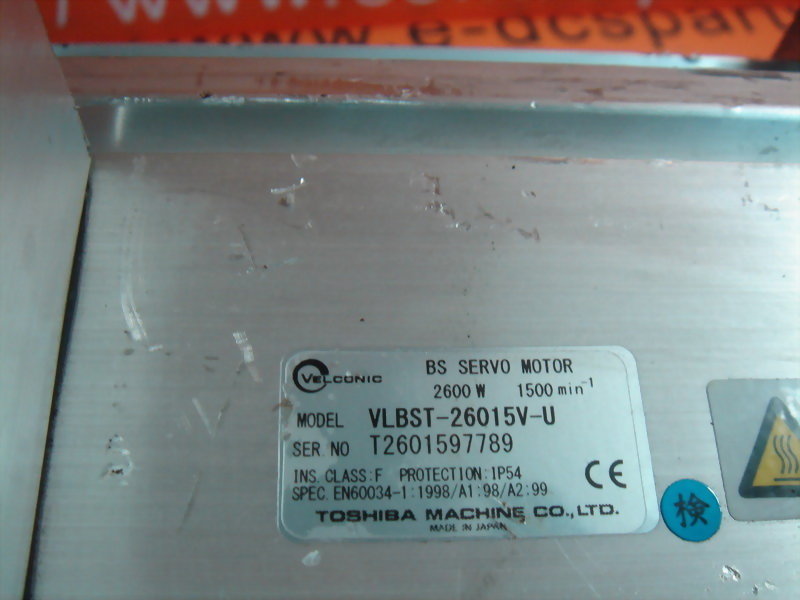 www.e-dcspar
VELCONIC
BS SERVO MOTOR
2600 W 1500 min-1
MODEL VLBST-26015V-U
SER. NO T2601597789
INS. CLASS:F PROTECTION:IP54
SPEC. EN60034-1:1998/A1:98/A2:99
CE
TOSHIBA MACHINE CO.,LTD.
MADE IN JAPAN
検